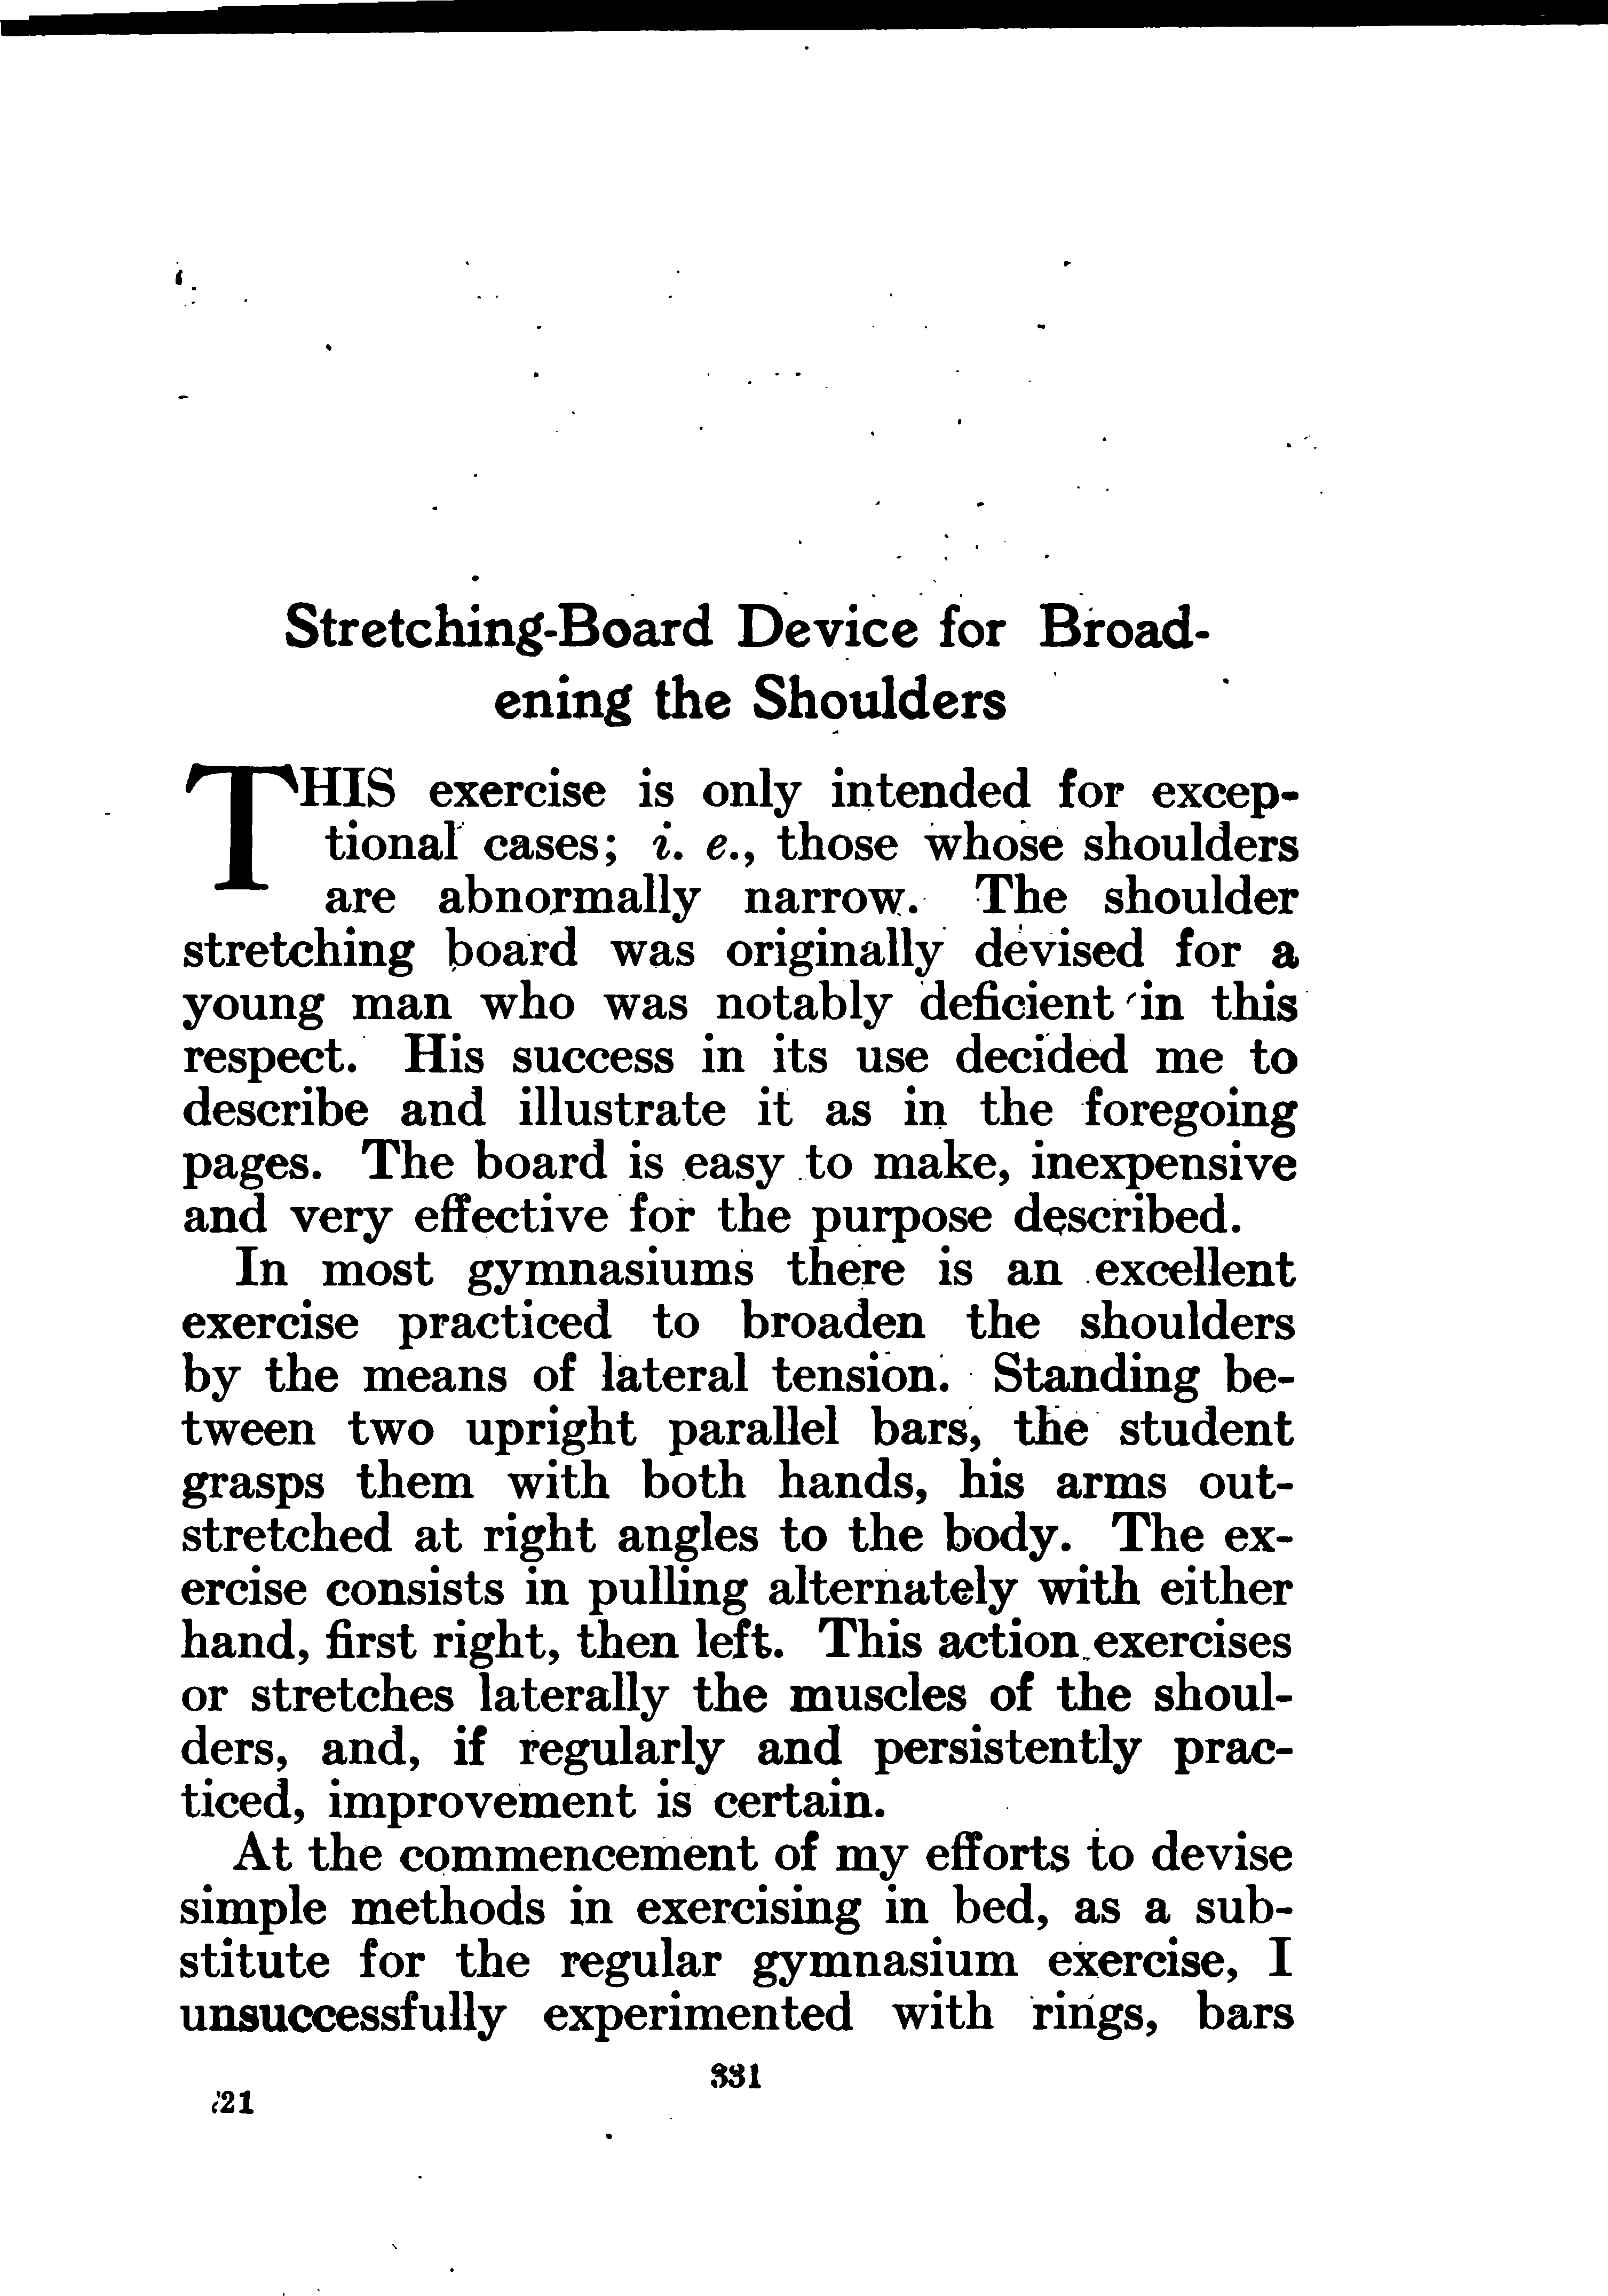 Stretching-Board Device for Broad-
ening the Shoulders
THIS exercise is only intended for excep-
tional cases; i. e., those whose shoulders
are abnormally narrow. The shoulder
stretching board was originally devised for a
young man who was notably deficient in this
respect. His success in its use decided me to
describe and illustrate it as in the foregoing
pages. The board is easy to make, inexpensive
and very effective for the purpose described.
In most gymnasiums there is an excellent
exercise practiced to broaden the shoulders
by the means of lateral tension. Standing be-
tween two upright parallel bars, the student
grasps them with both hands, his arms out-
stretched at right angles to the body. The ex-
ercise consists in pulling alternately with either
hand, first right, then left. This action exercises
or stretches laterally the muscles of the shoul-
ders, and, if regularly and persistently prac-
ticed, improvement is certain.
At the commencement of my efforts to devise
simple methods in exercising in bed, as a sub-
stitute for the regular gymnasium exercise, I
unsuccessfully experimented with rings, bars
331
21